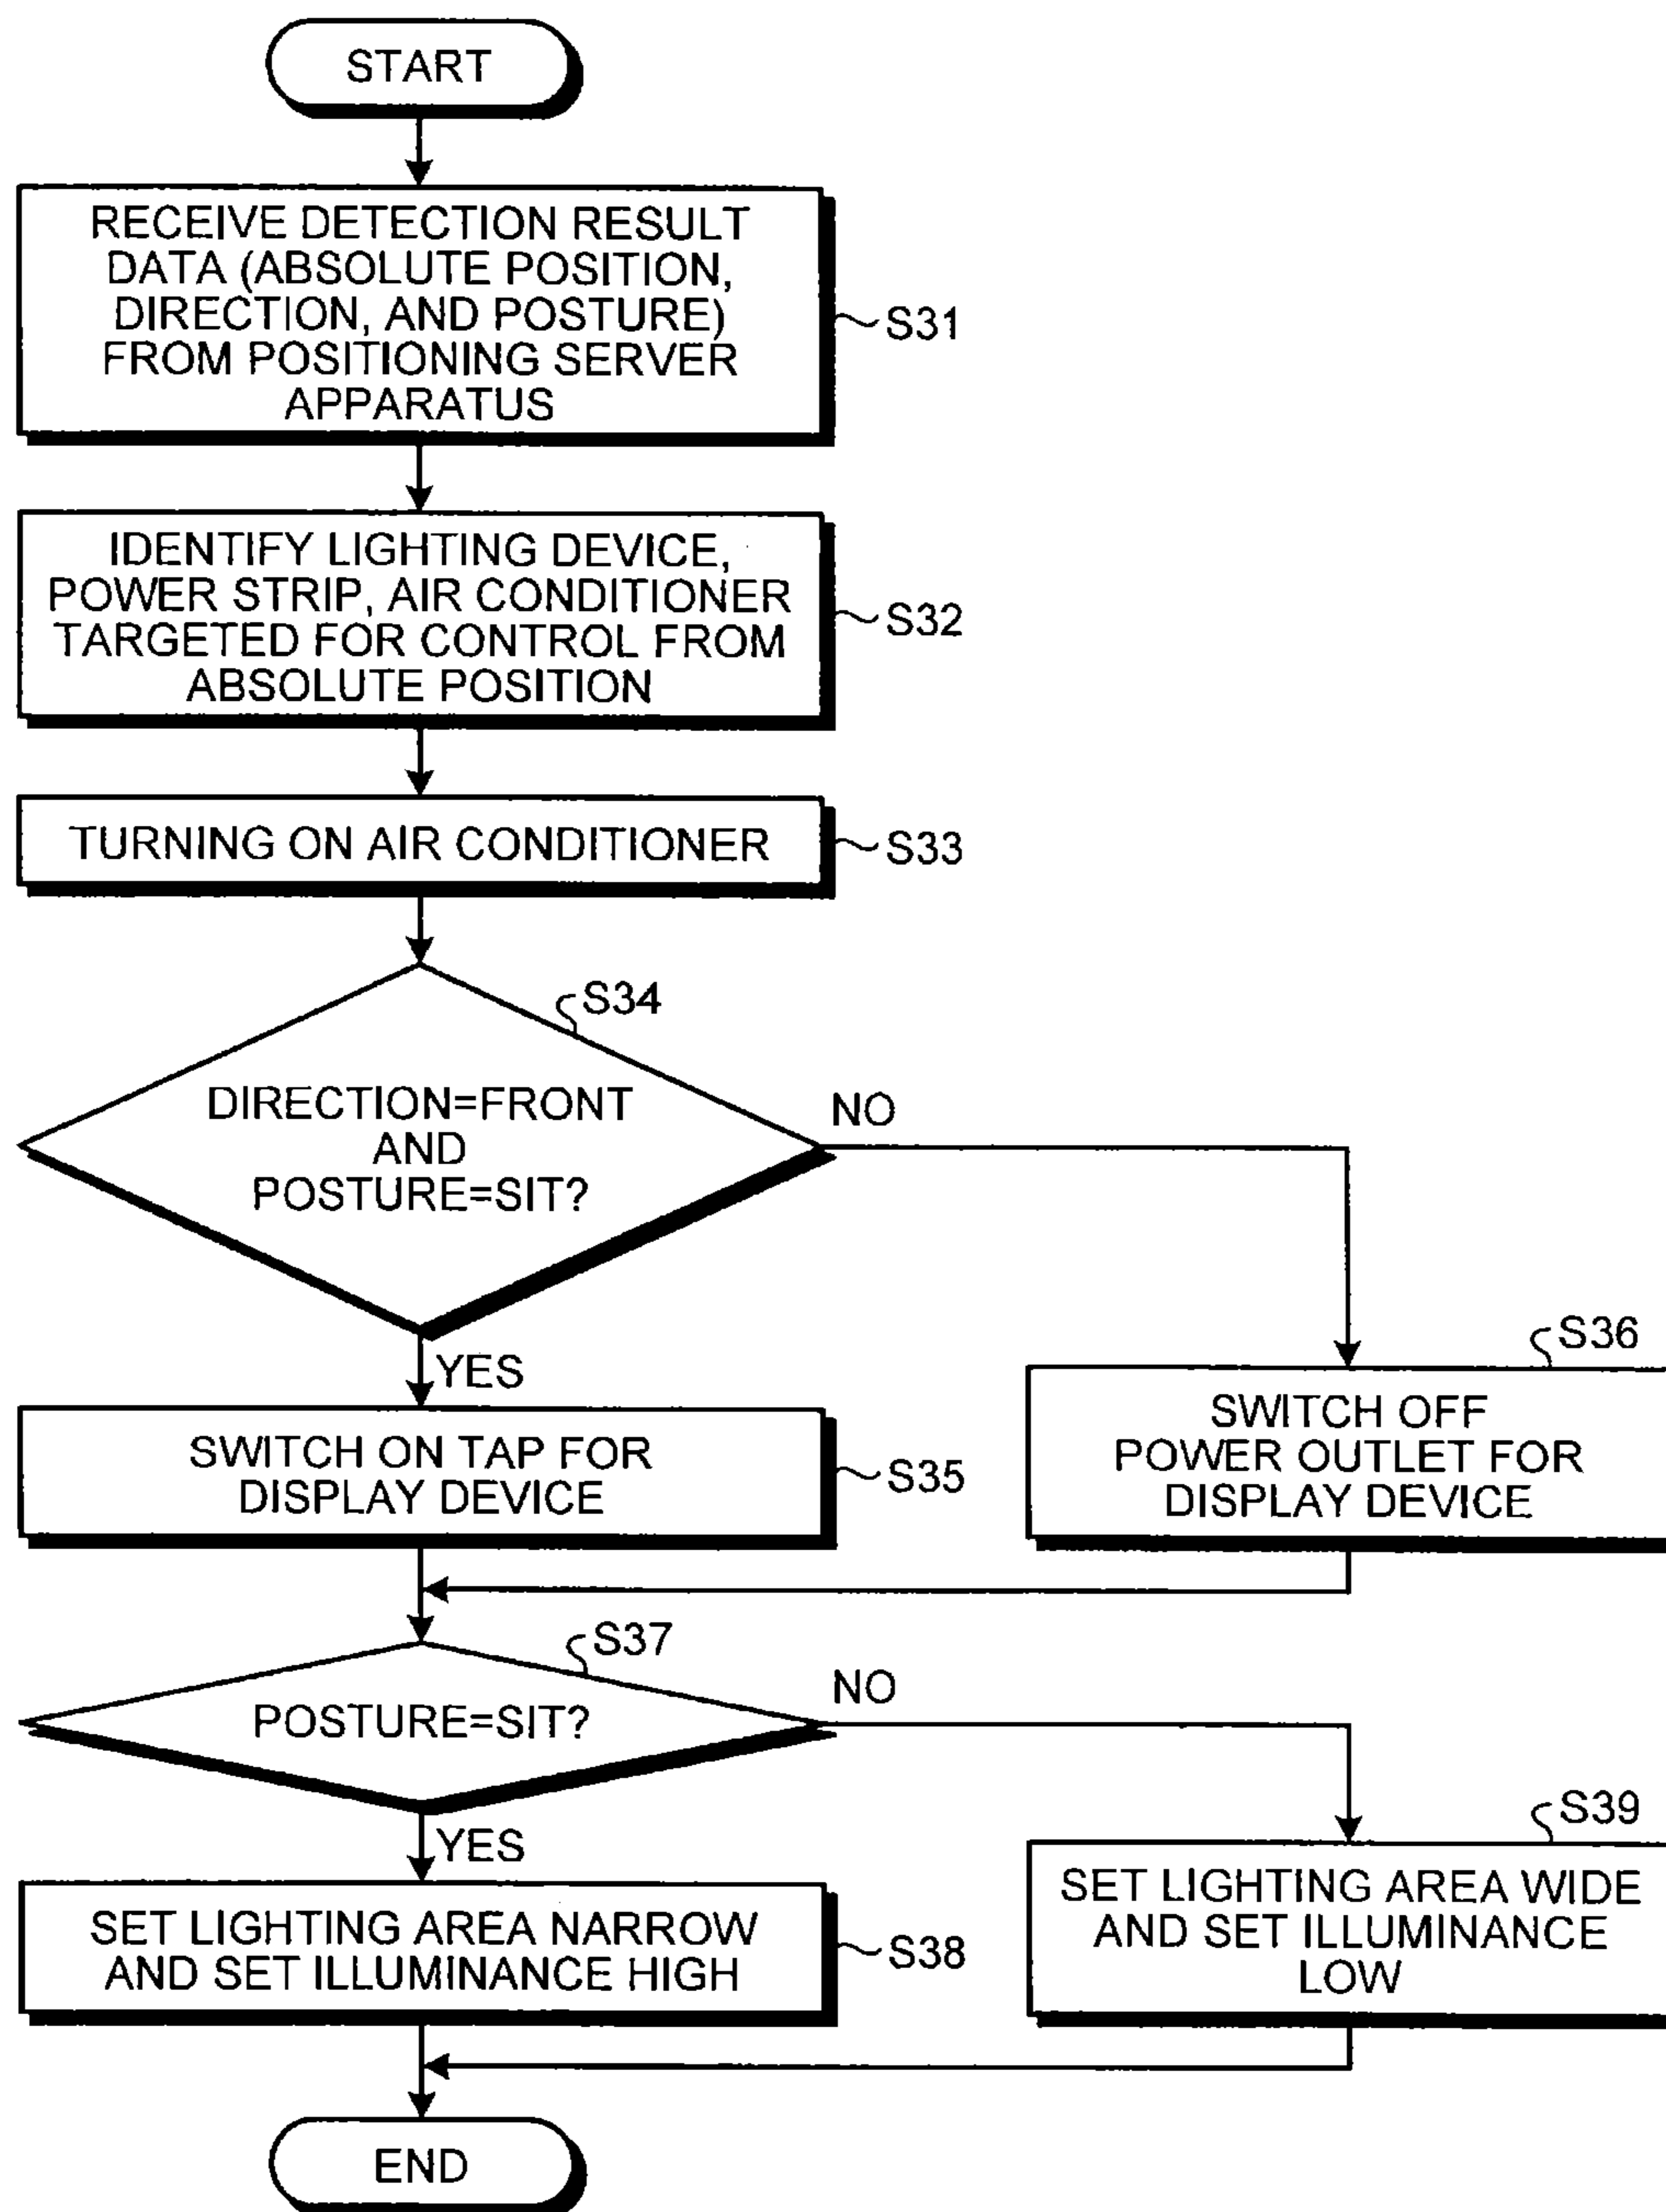 START
RECEIVE DETECTION RESULT
DATA (ABSOLUTE POSITION,
DIRECTION, AND POSTURE)
FROM POSITIONING SERVER
APPARATUS
S31
IDENTIFY LIGHTING DEVICE,
POWER STRIP, AIR CONDITIONER
TARGETED FOR CONTROL FROM
ABSOLUTE POSITION
S32
TURNING ON AIR CONDITIONER
S33
S34
DIRECTION=FRONT
AND
POSTURE=SIT?
NO
YES
SWITCH ON TAP FOR
DISPLAY DEVICE
S35
S36
SWITCH OFF
POWER OUTLET FOR
DISPLAY DEVICE
S37
POSTURE=SIT?
NO
YES
SET LIGHTING AREA NARROW
AND SET ILLUMINANCE HIGH
S38
S39
SET LIGHTING AREA WIDE
AND SET ILLUMINANCE
LOW
END